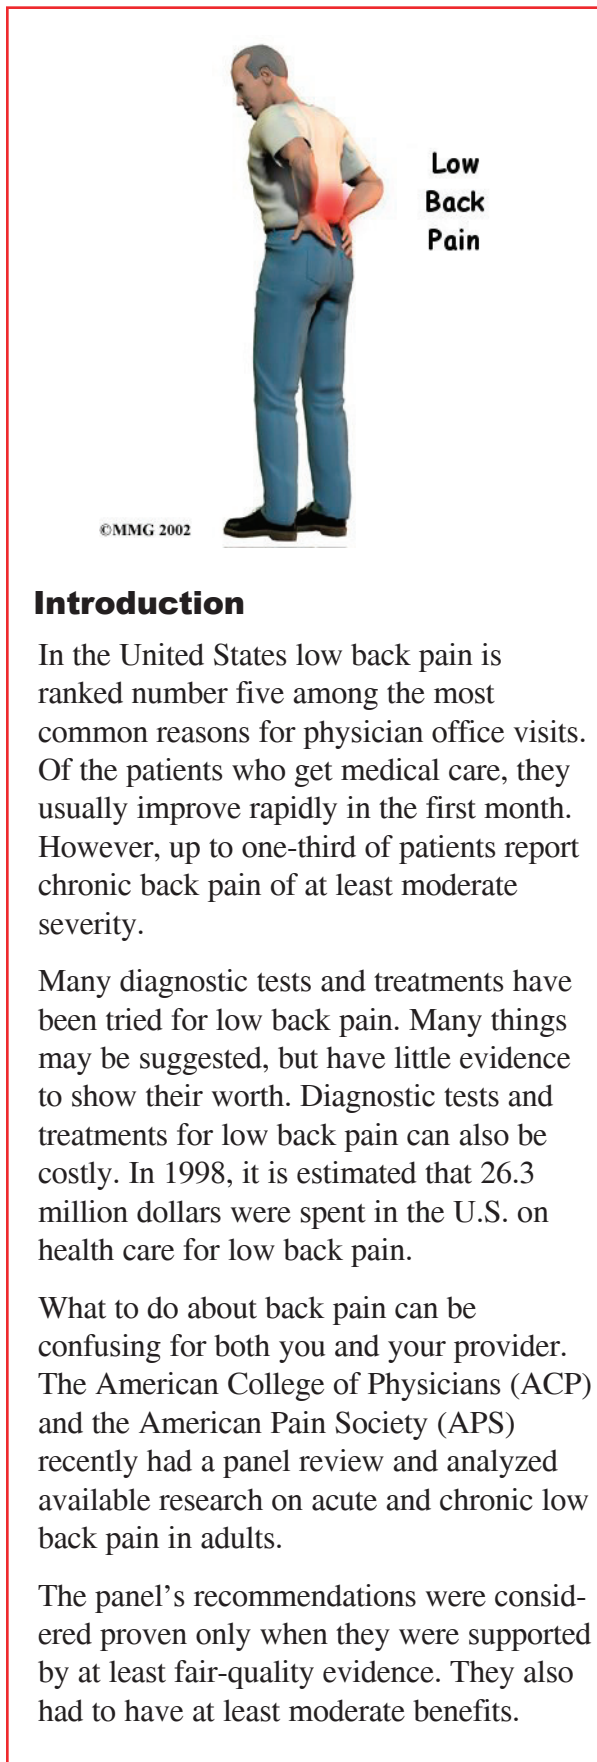 Low
Back
Pain
©MMG 2002
Introduction
In the United States low back pain is
ranked number five among the most
common reasons for physician office visits.
Of the patients who get medical care, they
usually improve rapidly in the first month.
However, up to one-third of patients report
chronic back pain of at least moderate
severity.
Many diagnostic tests and treatments have
been tried for low back pain. Many things
may be suggested, but have little evidence
to show their worth. Diagnostic tests and
treatments for low back pain can also be
costly. In 1998, it is estimated that 26.3
million dollars were spent in the U.S. on
health care for low back pain.
What to do about back pain can be
confusing for both you and your provider.
The American College of Physicians (ACP)
and the American Pain Society (APS)
recently had a panel review and analyzed
available research on acute and chronic low
back pain in adults.
The panel’s recommendations were consid-
ered proven only when they were supported
by at least fair-quality evidence. They also
had to have at least moderate benefits.